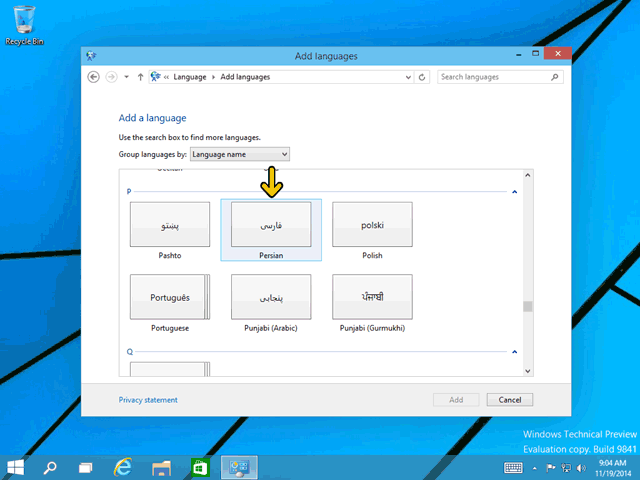 Recycle Bin
Add languages
« Language Add languages
Search languages
Add a language
Use the search box to find more languages.
Group languages by: Language name
P
پښتو
فارسی
polski
Pashto
Persian
Polish
Português
پنجابی
ਪੰਜਾਬੀ
Portuguese
Punjabi (Arabic)
Punjabi (Gurmukhi)
Q
Privacy statement
Add
Cancel
Windows Technical Preview
Evaluation copy. Build 9841
9:04 AM
11/19/2014